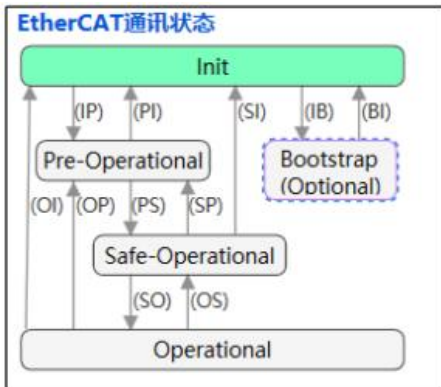 EtherCAT通讯状态
Init
(IP)
(PI)
(SI)
(IB)
(BI)
Pre-Operational
Bootstrap
(Optional)
(OI)
(OP)
(PS)
(SP)
Safe-Operational
(SO)
(OS)
Operational